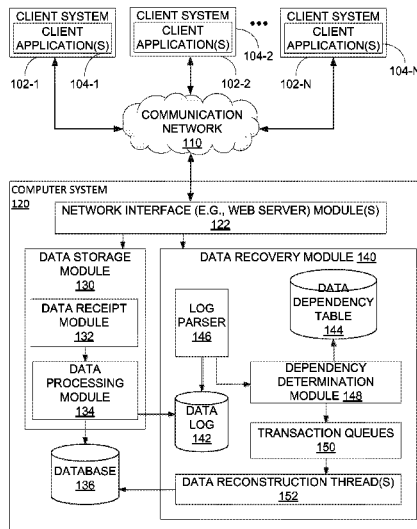 CLIENT SYSTEM
CLIENT
APPLICATION(S)
102-1
104-1
CLIENT SYSTEM
CLIENT
APPLICATION(S)
104-2
102-2
CLIENT SYSTEM
CLIENT
APPLICATION(S)
102-N
104-N
COMMUNICATION
NETWORK
110
COMPUTER SYSTEM
120
NETWORK INTERFACE (E.G., WEB SERVER) MODULE(S)
122
DATA STORAGE
MODULE
130
DATA RECEIPT
MODULE
132
DATA
PROCESSING
MODULE
134
DATABASE
136
DATA RECOVERY MODULE 140
LOG
PARSER
146
DATA
LOG
142
DATA
DEPENDENCY
TABLE
144
DEPENDENCY
DETERMINATION
MODULE 148
TRANSACTION QUEUES
150
DATA RECONSTRUCTION THREAD(S)
152